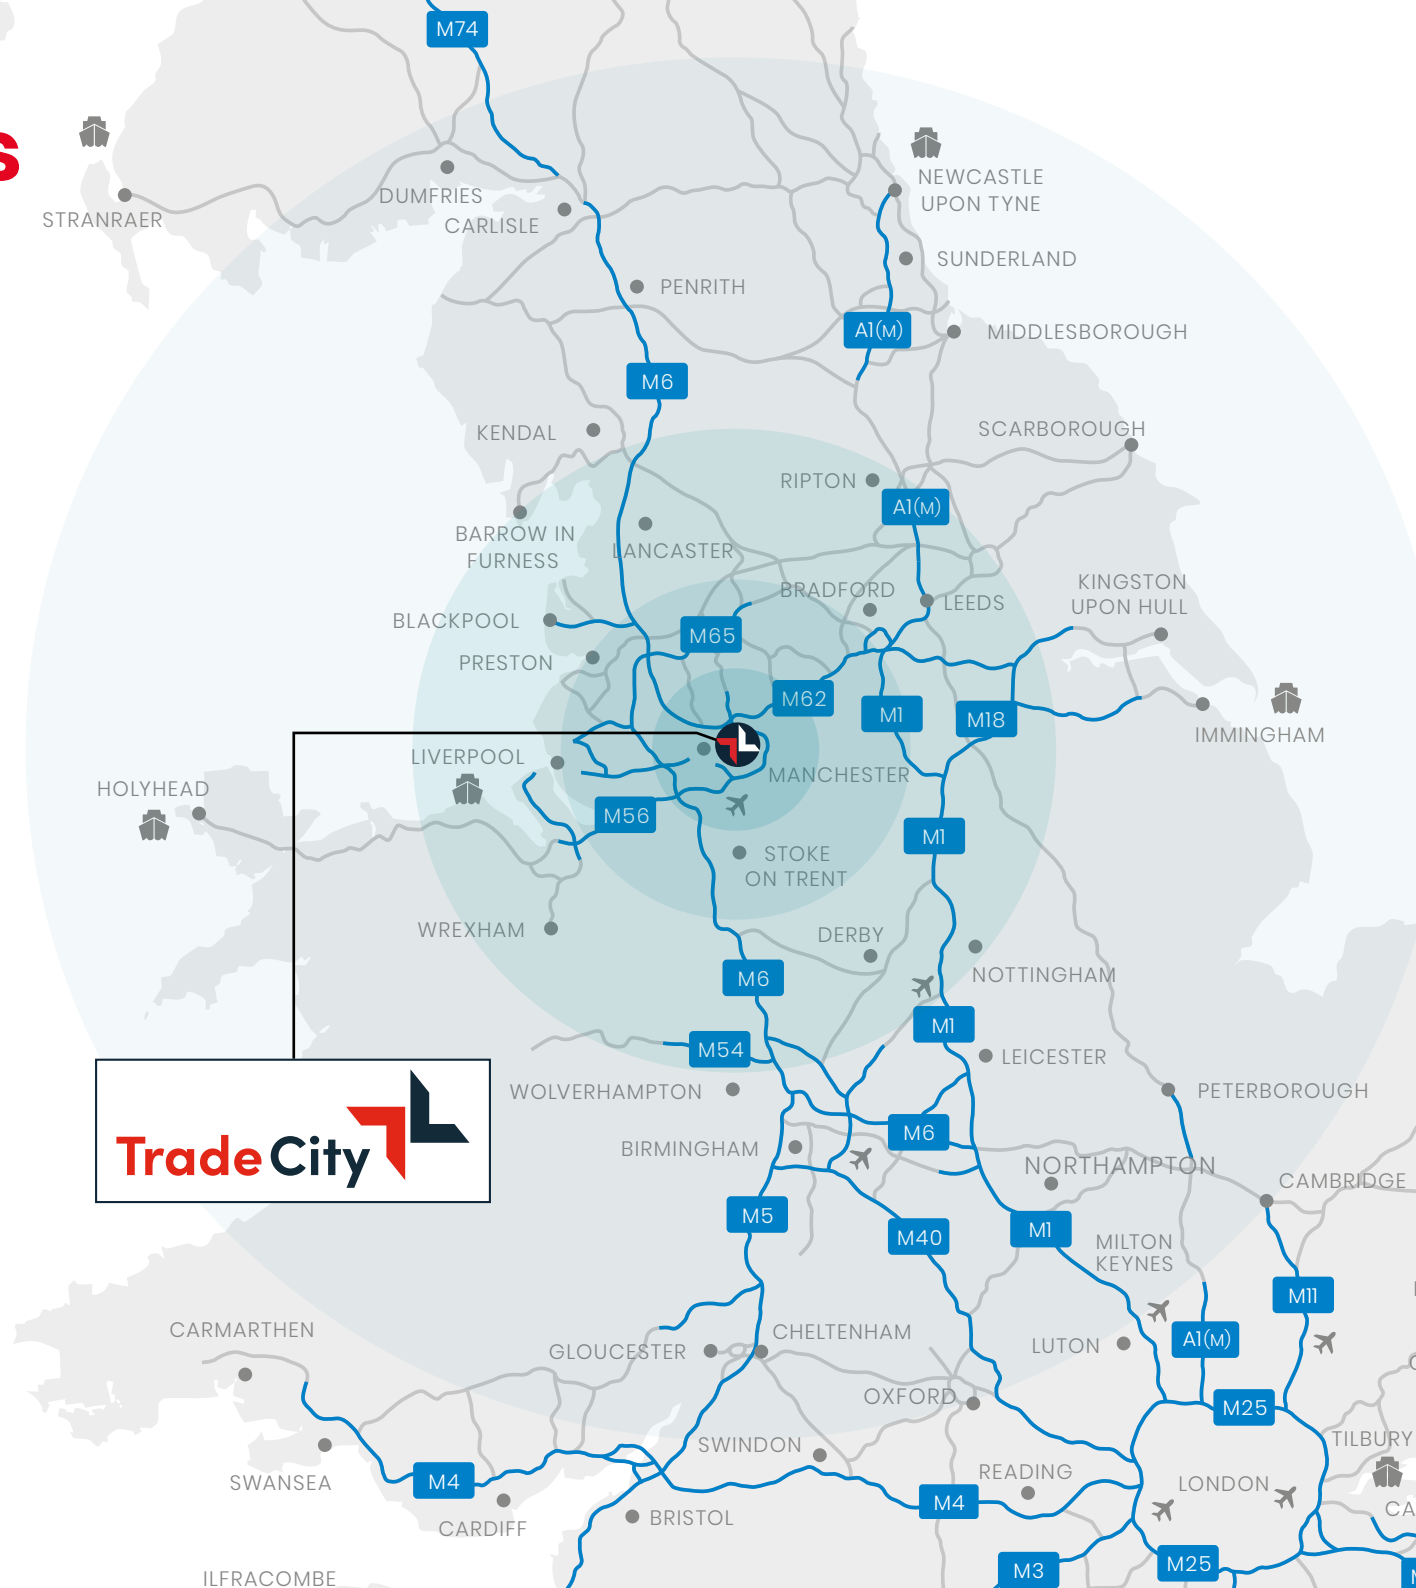 M74
s
NEWCASTLE
UPON TYNE
DUMFRIES
STRANRAER
CARLISLE
SUNDERLAND
PENRITH
A1(M)
MIDDLESBOROUGH
M6
KENDAL
SCARBOROUGH
RIPTON
A1(M)
BARROW IN
FURNESS
LANCASTER
BRADFORD
LEEDS
KINGSTON
UPON HULL
BLACKPOOL
M65
PRESTON
M62
M1
M18
IMMINGHAM
LIVERPOOL
MANCHESTER
HOLYHEAD
M56
M1
STOKE
ON TRENT
WREXHAM
DERBY
NOTTINGHAM
M6
M1
M54
LEICESTER
WOLVERHAMPTON
PETERBOROUGH
M6
BIRMINGHAM
Trade City
NORTHAMPTON
CAMBRIDGE
M5
M40
M1
MILTON
KEYNES
M11
CARMARTHEN
CHELTENHAM
A1(M)
GLOUCESTER
LUTON
OXFORD
M25
SWINDON
TILBURY
READING
SWANSEA
M4
LONDON
M4
CA
BRISTOL
CARDIFF
M25
M3
ILFRACOMBE